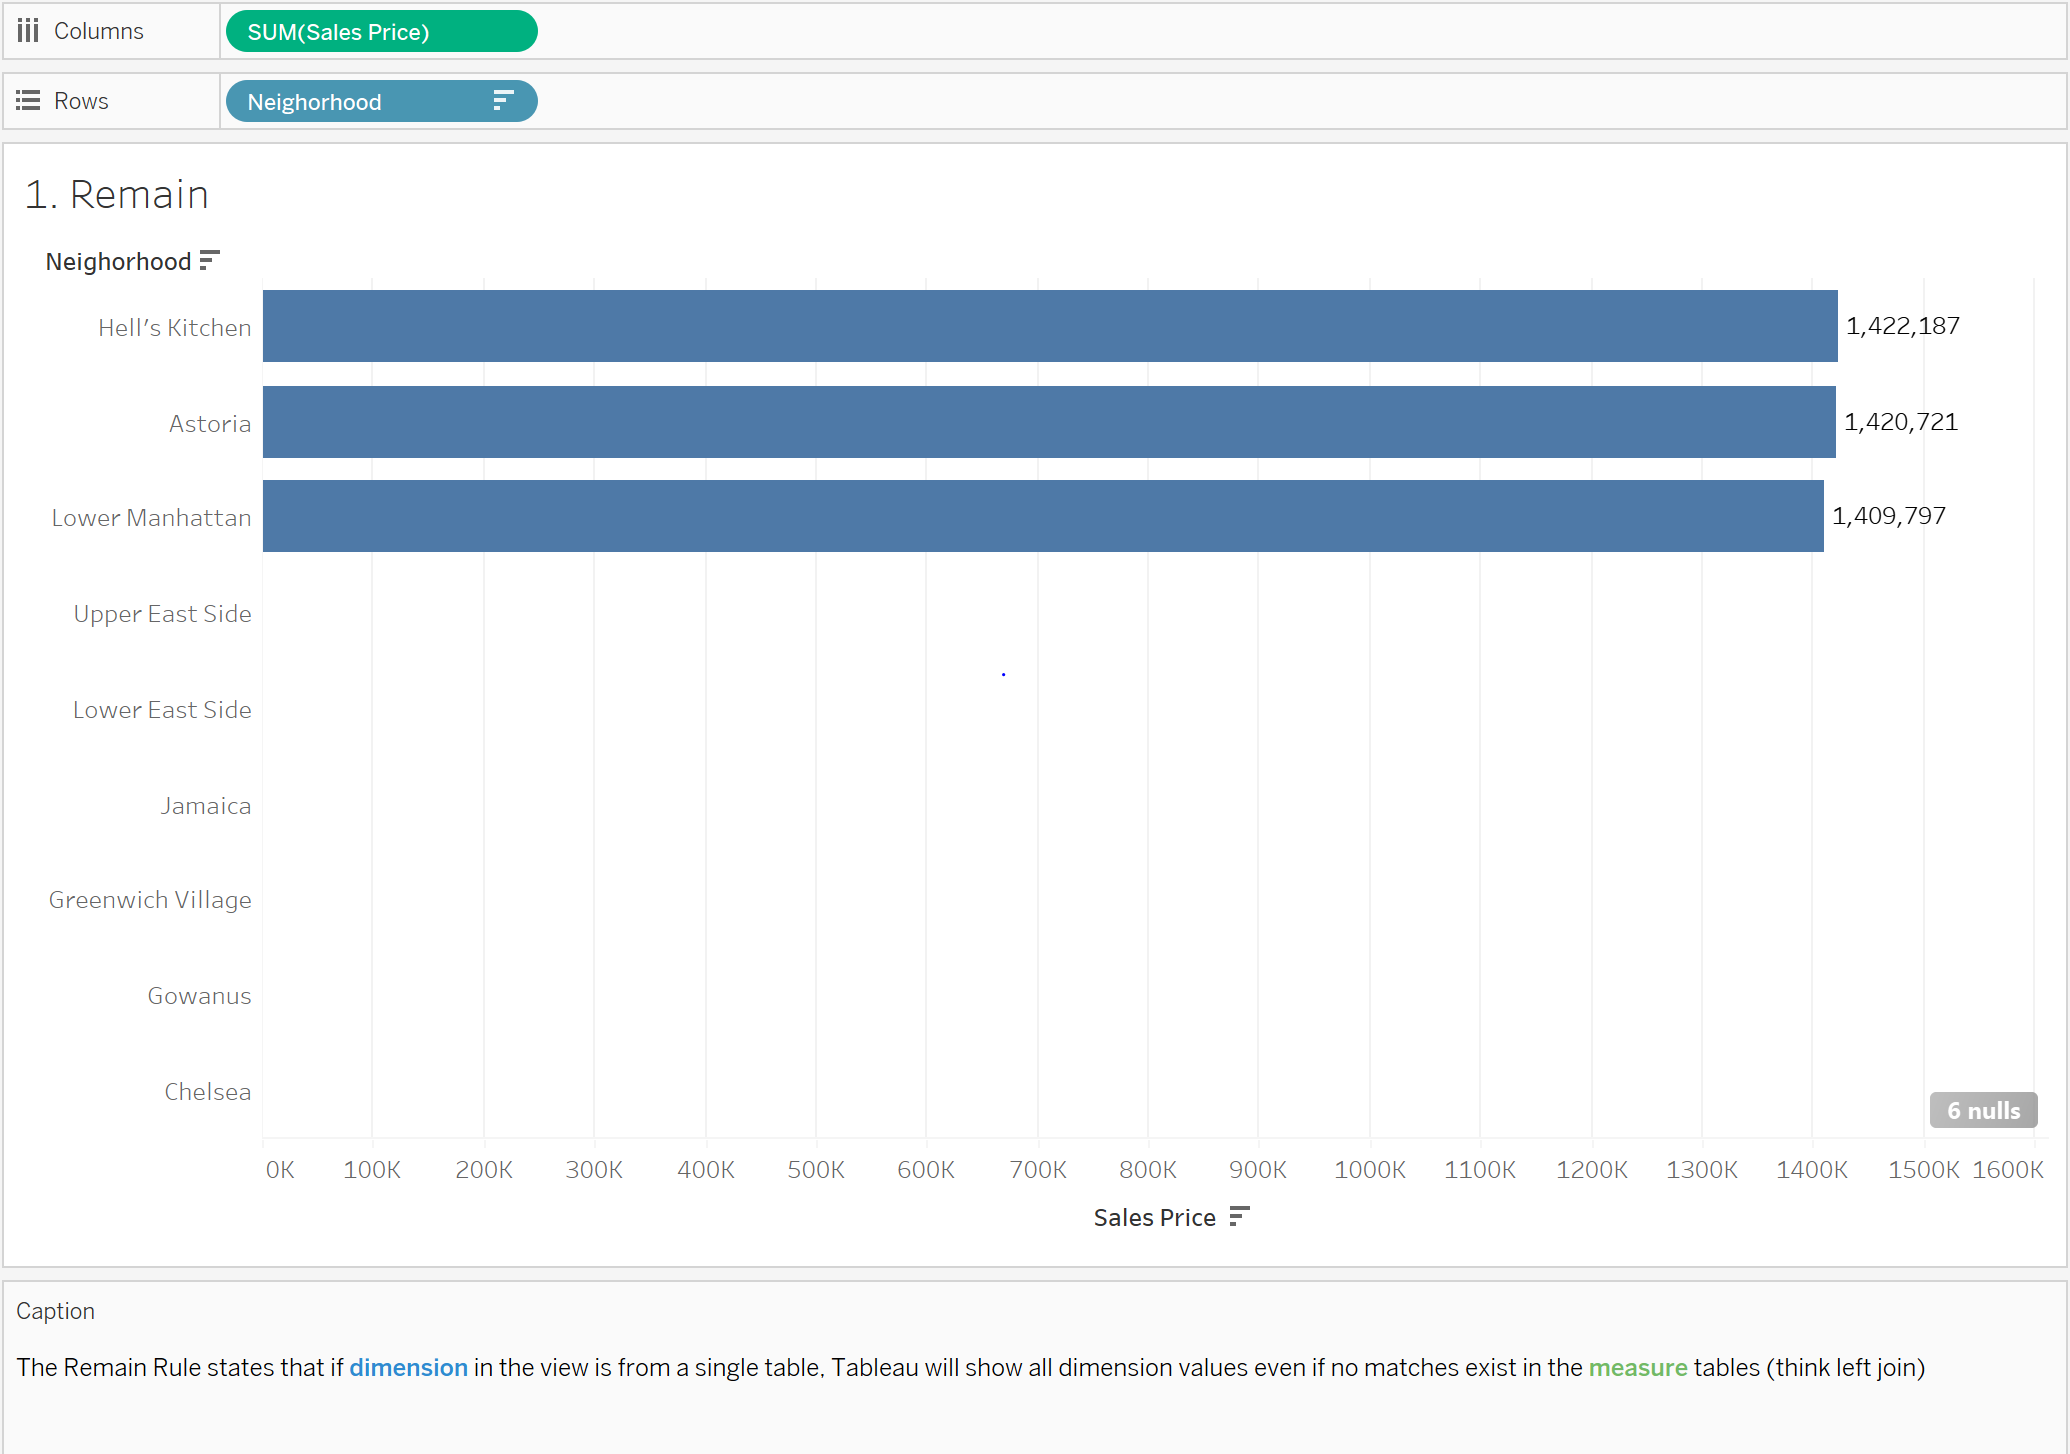 Columns
SUM(Sales Price)
Rows
Neighorhood
1. Remain
Neighorhood
Hell's Kitchen
1,422,187
Astoria
1,420,721
Lower Manhattan
1,409,797
Upper East Side
Lower East Side
Jamaica
Greenwich Village
Gowanus
Chelsea
6 nulls
0K 100K 200K 300K 400K 500K 600K 700K 800K 900K 1000K 1100K 1200K 1300K 1400K 1500K 1600K
Sales Price
Caption
The Remain Rule states that if dimension in the view is from a single table, Tableau will show all dimension values even if no matches exist in the measure tables (think left join)